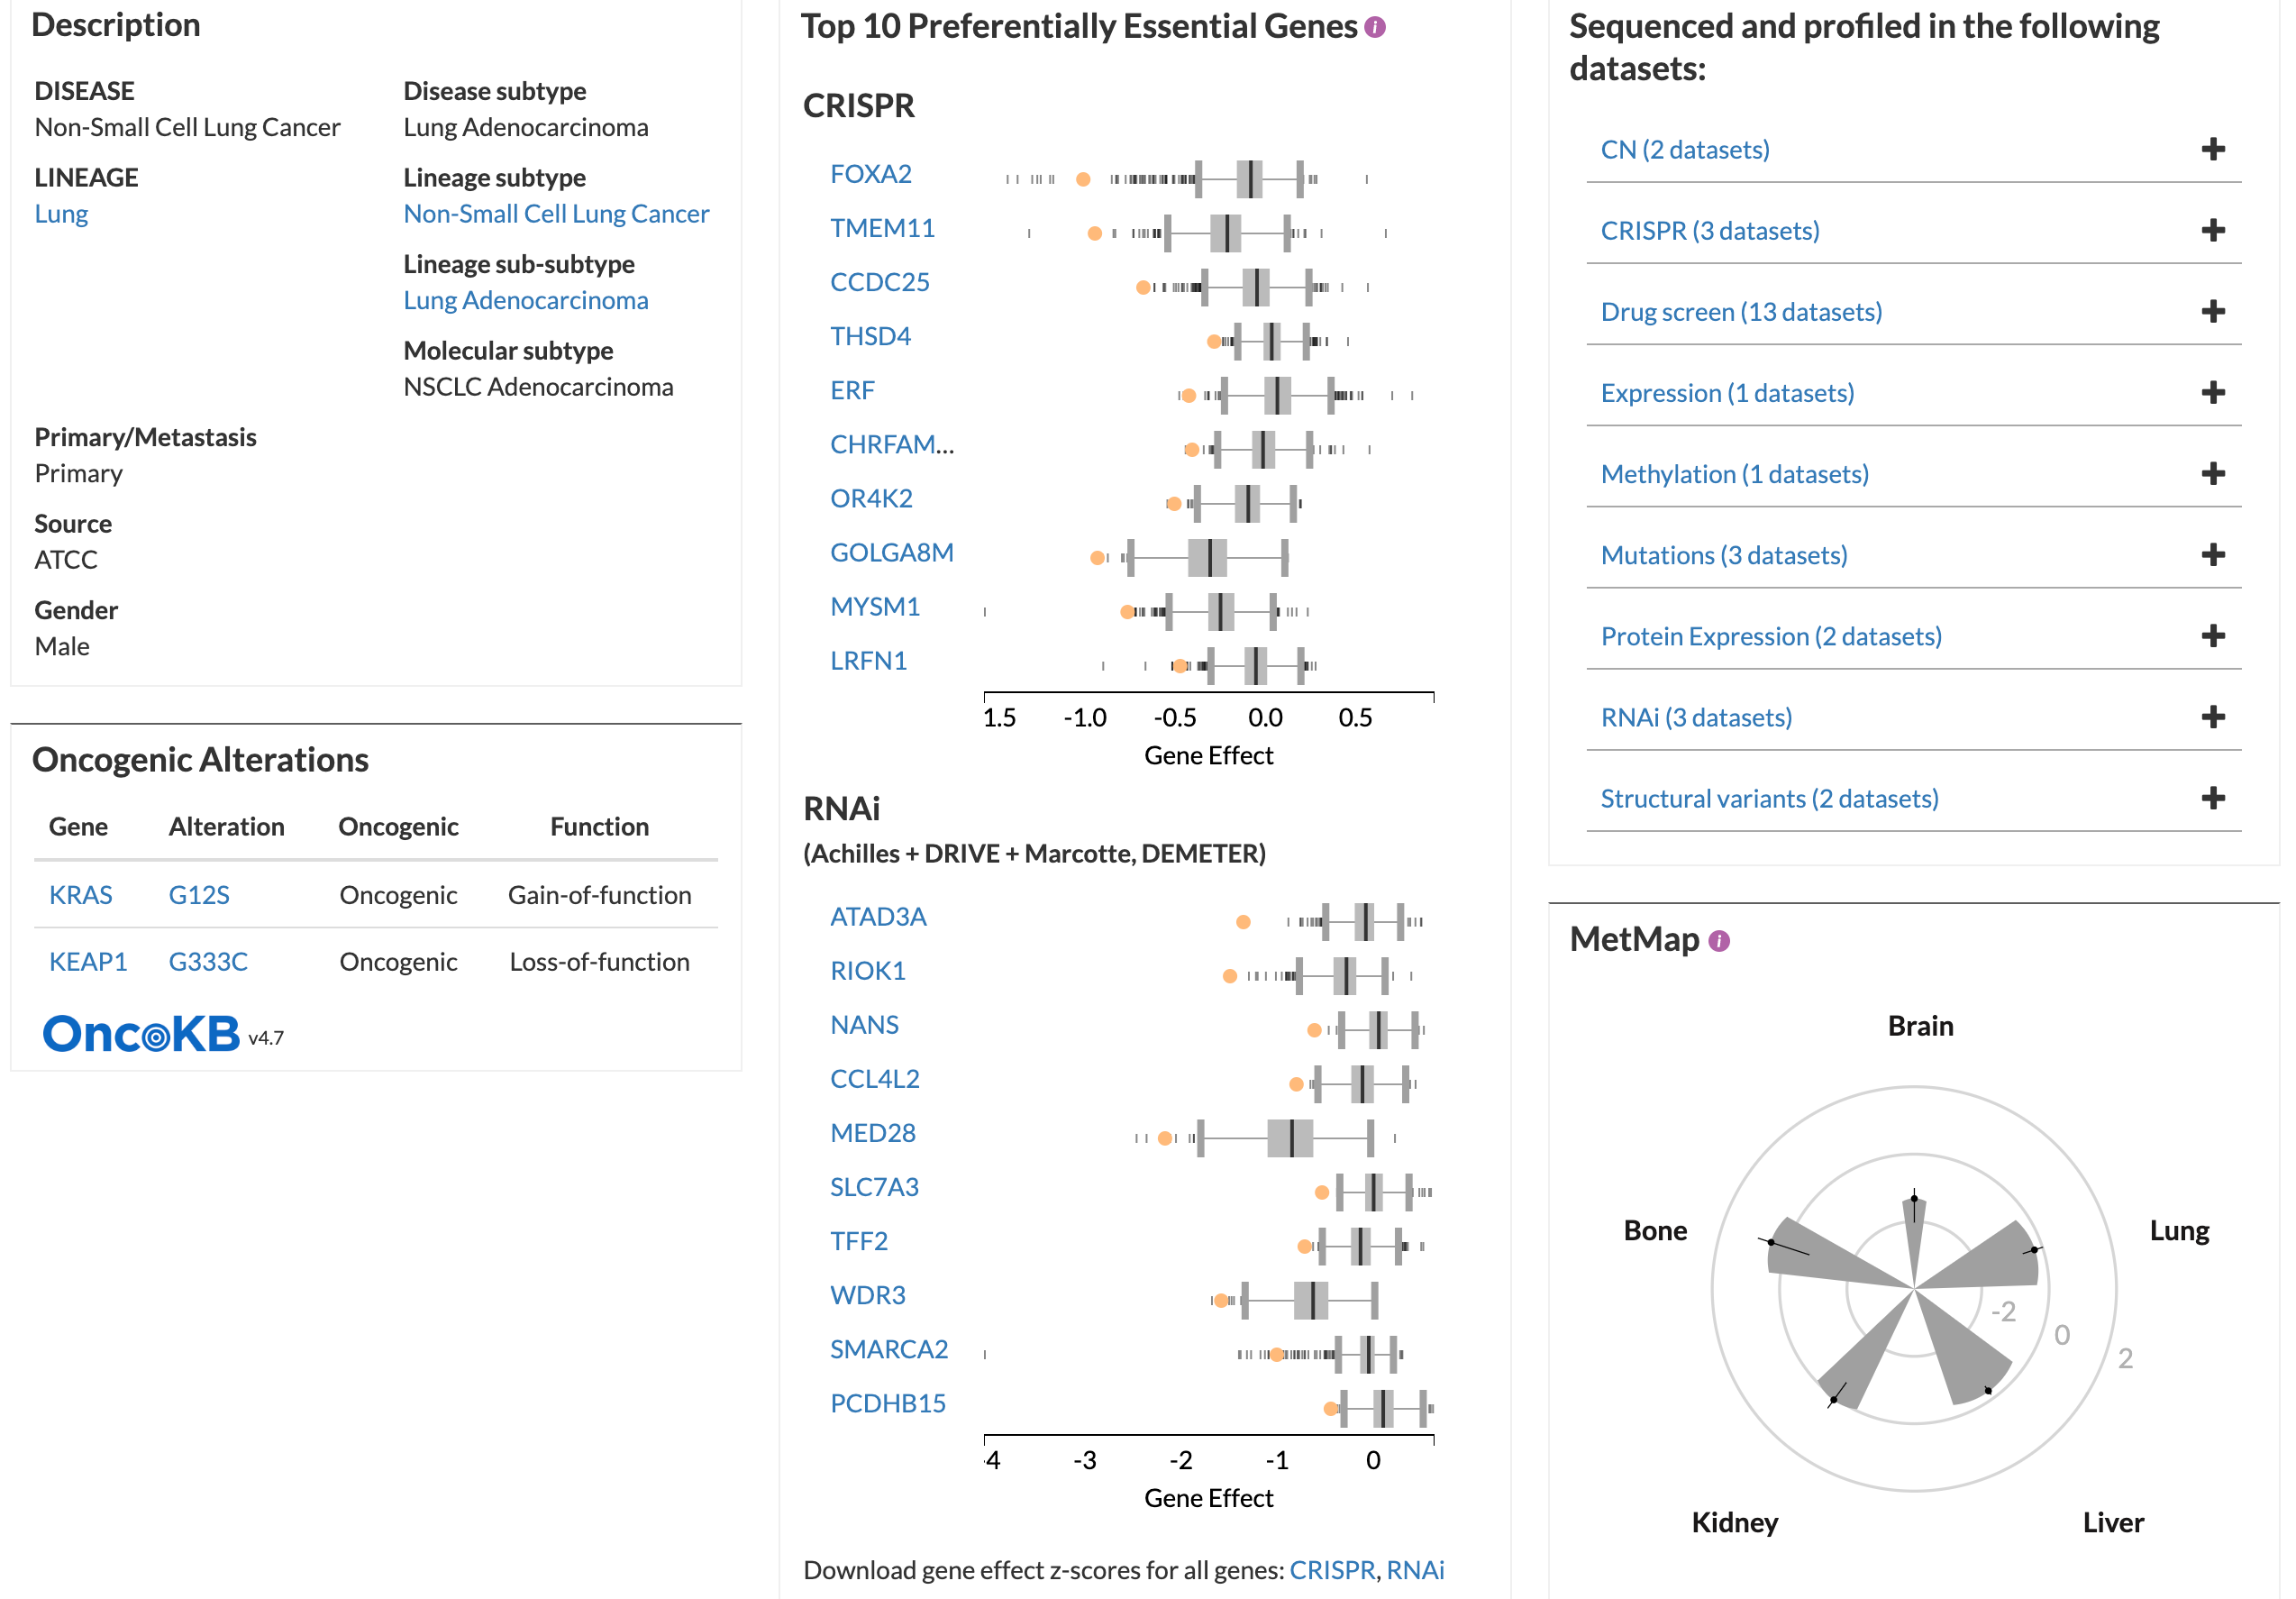 Description
DISEASE
Non-Small Cell Lung Cancer
Disease subtype
Lung Adenocarcinoma
LINEAGE
Lung
Lineage subtype
Non-Small Cell Lung Cancer
Lineage sub-subtype
Lung Adenocarcinoma
Molecular subtype
NSCLC Adenocarcinoma
Primary/Metastasis
Primary
Source
ATCC
Gender
Male
Oncogenic Alterations
Gene Alteration Oncogenic Function
KRAS G12S Oncogenic Gain-of-function
KEAP1 G333C Oncogenic Loss-of-function
OncoKB v4.7
Top 10 Preferentially Essential Genes i
CRISPR
FOXA2
TMEM11
CCDC25
THSD4
ERF
CHRFAM...
OR4K2
GOLGA8M
MYSM1
LRFN1
1.5 -1.0 -0.5 0.0 0.5
Gene Effect
RNAi
(Achilles + DRIVE + Marcotte, DEMETER)
ATAD3A
RIOK1
NANS
CCL4L2
MED28
SLC7A3
TFF2
WDR3
SMARCA2
PCDHB15
-4 -3 -2 -1 0
Gene Effect
Download gene effect z-scores for all genes: CRISPR, RNAi
Sequenced and profiled in the following
datasets:
CN (2 datasets) +
CRISPR (3 datasets) +
Drug screen (13 datasets) +
Expression (1 datasets) +
Methylation (1 datasets) +
Mutations (3 datasets) +
Protein Expression (2 datasets) +
RNAi (3 datasets) +
Structural variants (2 datasets) +
MetMap i
Brain
Bone
Lung
-2
0
2
Kidney
Liver